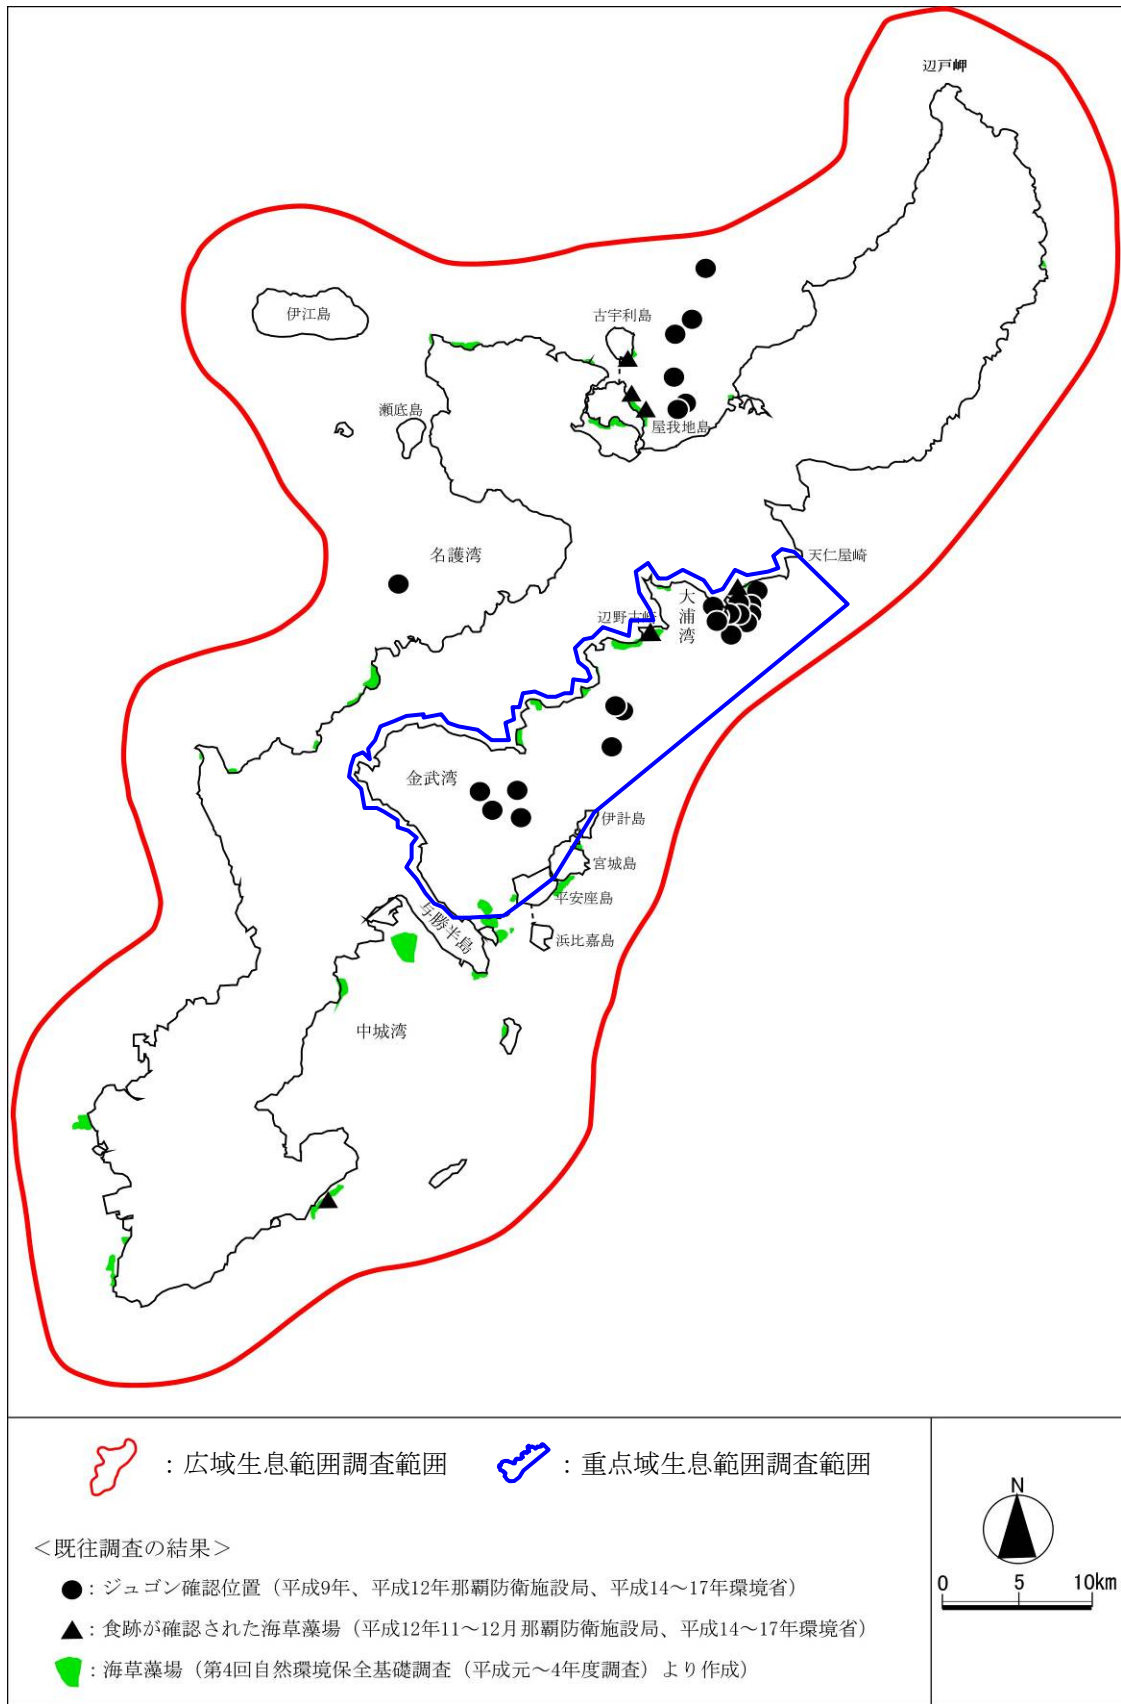 辺戸岬
伊江島
古宇利島
瀬底島
屋我地島
名護湾
天仁屋崎
大浦湾
辺野古崎
金武湾
伊計島
宮城島
平安座島
与勝半島
浜比嘉島
中城湾
：広域生息範囲調査範囲
：重点域生息範囲調査範囲
＜既往調査の結果＞
：ジュゴン確認位置（平成9年、平成12年那覇防衛施設局、平成14～17年環境省）
：食跡が確認された海草藻場（平成12年11～12月那覇防衛施設局、平成14～17年環境省）
：海草藻場（第4回自然環境保全基礎調査（平成元～4年度調査）より作成）
N
0 5 10km